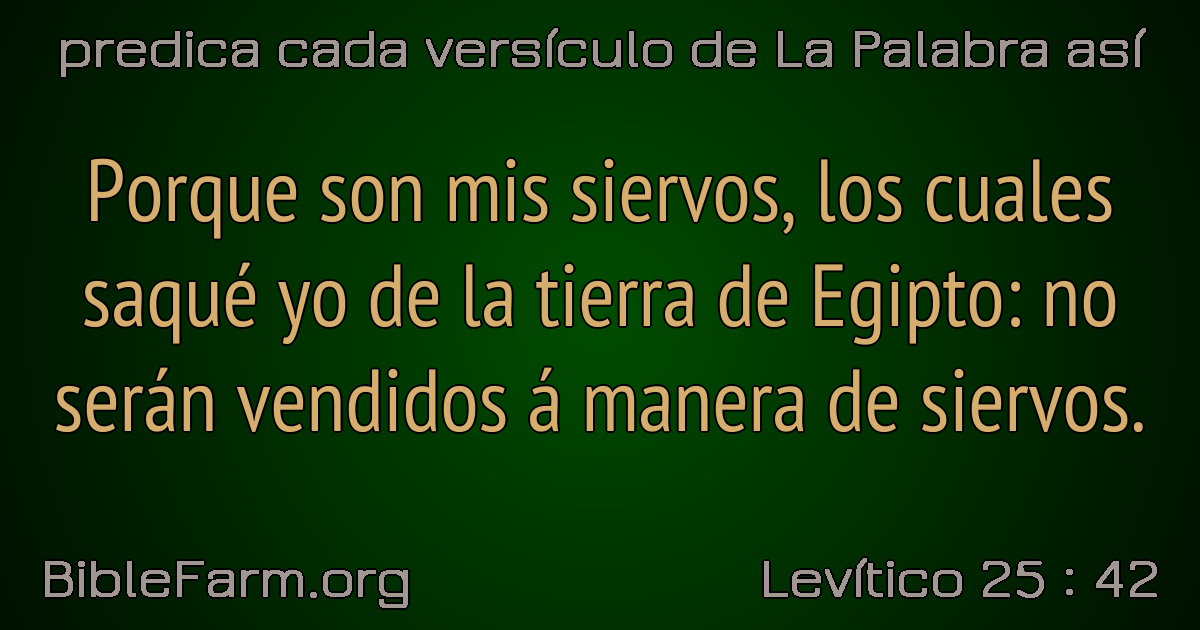 predica cada versículo de La Palabra así
Porque son mis siervos, los cuales
saqué yo de la tierra de Egipto: no
serán vendidos á manera de siervos.
BibleFarm.org
Levítico 25 : 42